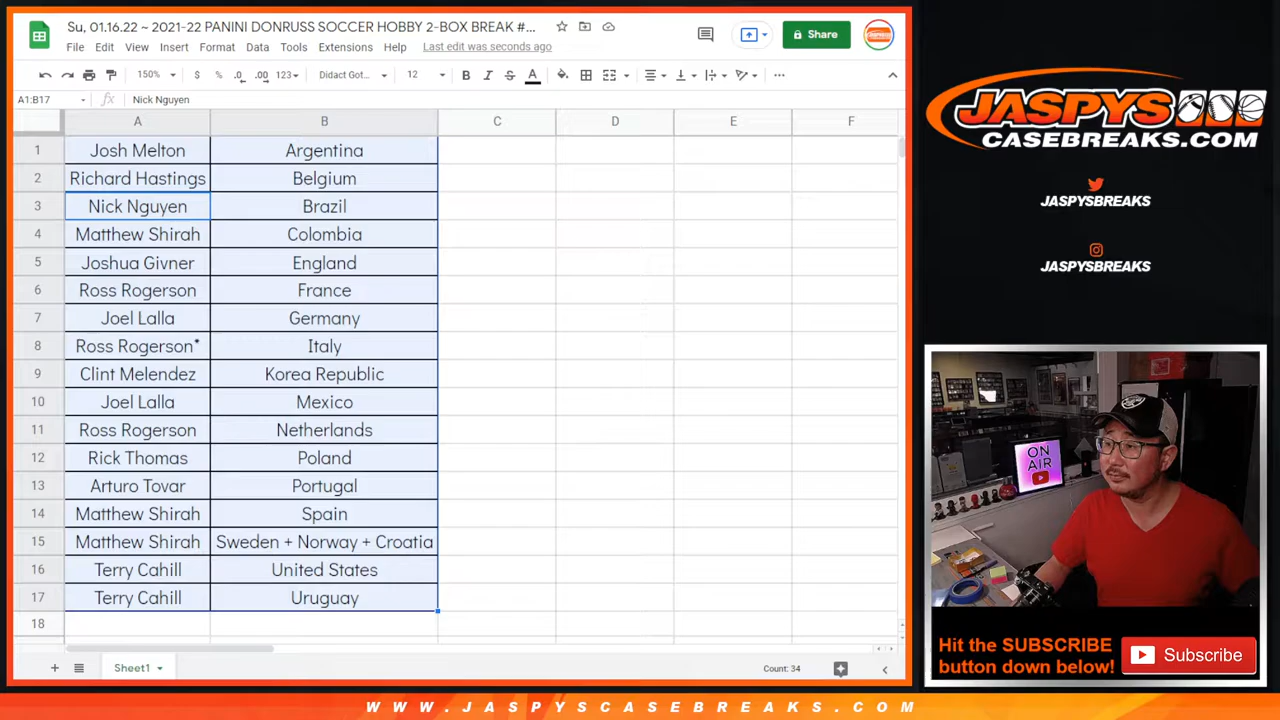 Su, 01.16.22 ~ 2021-22 PANINI DONRUSS SOCCER HOBBY 2-BOX BREAK #...
File Edit View Insert Format Data Tools Extensions Help Last edit was seconds ago
Share
150% $ % .0 .00 123 Didact Got... 12 B I S A
A1:B17 fx Nick Nguyen
A B C D E F
1 Josh Melton Argentina
2 Richard Hastings Belgium
3 Nick Nguyen Brazil
4 Matthew Shirah Colombia
5 Joshua Givner England
6 Ross Rogerson France
7 Joel Lalla Germany
8 Ross Rogerson* Italy
9 Clint Melendez Korea Republic
10 Joel Lalla Mexico
11 Ross Rogerson Netherlands
12 Rick Thomas Poland
13 Arturo Tovar Portugal
14 Matthew Shirah Spain
15 Matthew Shirah Sweden + Norway + Croatia
16 Terry Cahill United States
17 Terry Cahill Uruguay
18
Sheet1
Count: 34
JASPYS
CASEBREAKS.COM
JASPYSBREAKS
JASPYSBREAKS
ON
AIR
Hit the SUBSCRIBE
button down below!
Subscribe
WWW.JASPYSCASEBREAKS.COM